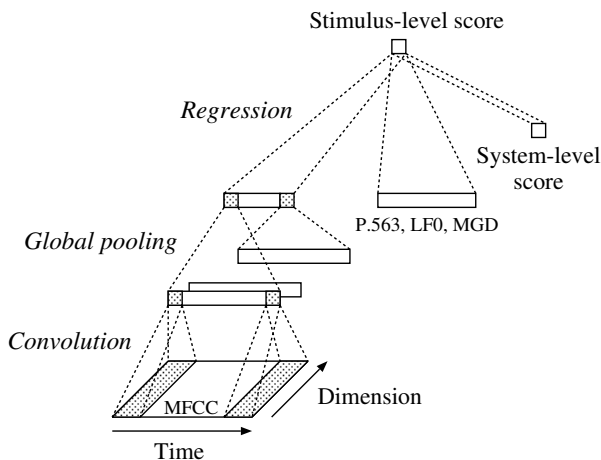 Stimulus-level score
Regression
System-level
score
P.563, LF0, MGD
Global pooling
Convolution
MFCC
Dimension
Time